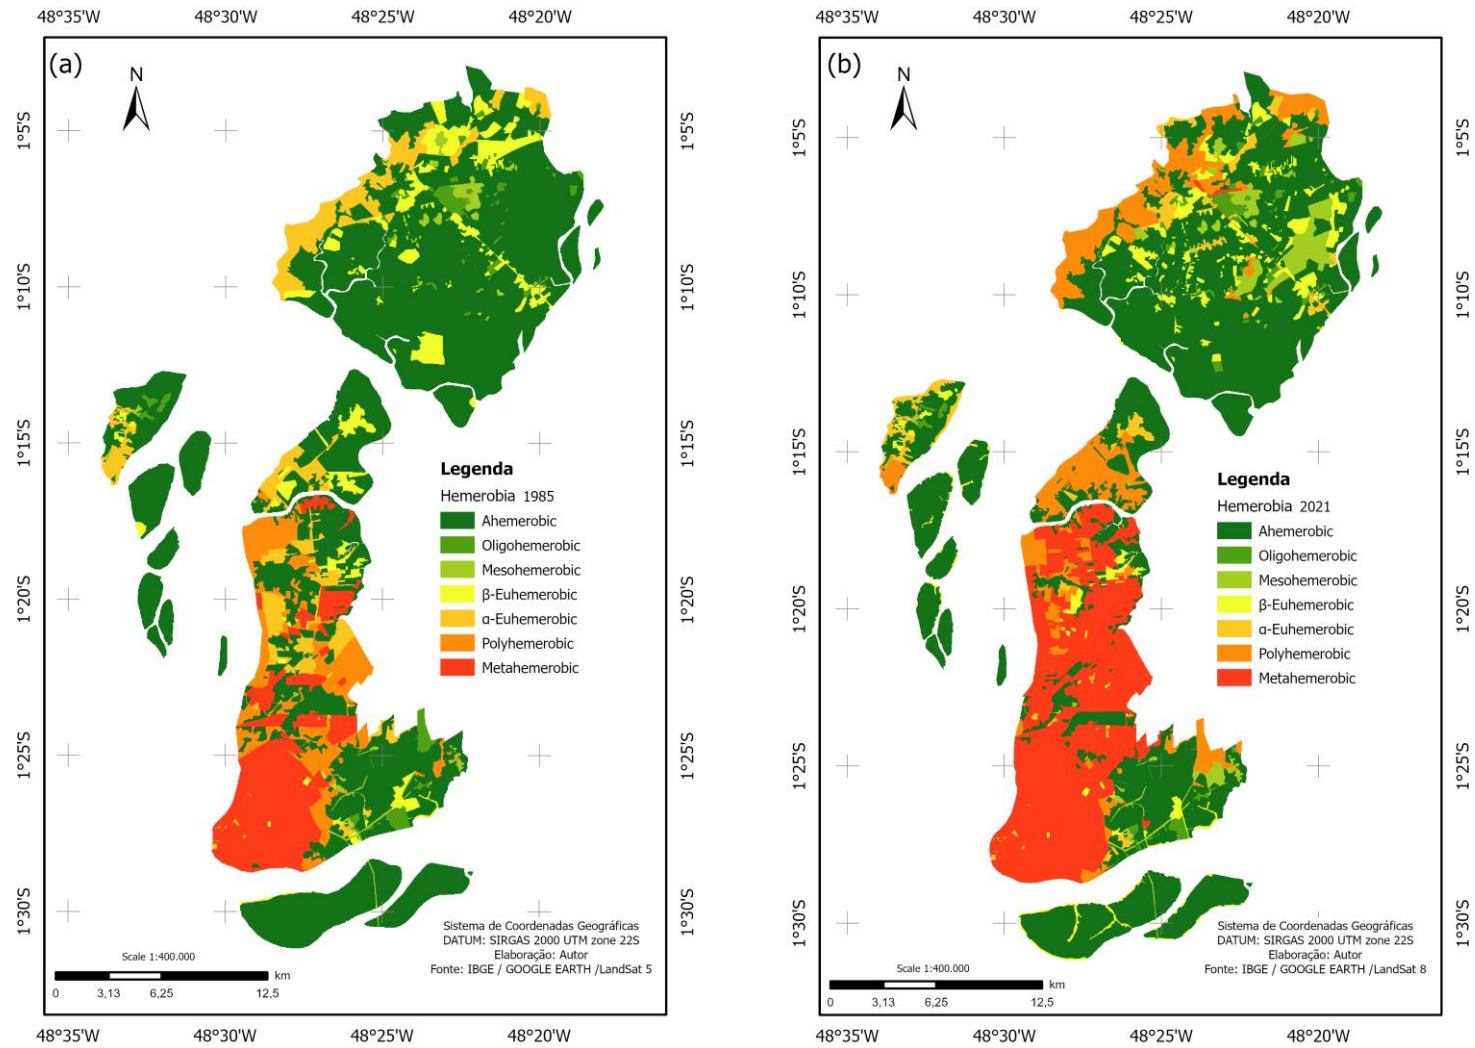 48°35'W 48°30'W 48°25'W 48°20'W
(a)
N
1°5'S 1°5'S
1°10'S 1°10'S
1°15'S 1°15'S
1°20'S 1°20'S
1°25'S 1°25'S
1°30'S 1°30'S
Legenda
Hemerobia 1985
Ahemerobic
Oligohemerobic
Mesohemerobic
β-Euhemerobic
α-Euhemerobic
Polyhemerobic
Metahemerobic
Sistema de Coordenadas Geográficas
DATUM: SIRGAS 2000 UTM zone 22S
Elaboração: Autor
Fonte: IBGE / GOOGLE EARTH /LandSat 5
Scale 1:400.000
km
0 3,13 6,25 12,5
48°35'W 48°30'W 48°25'W 48°20'W
48°35'W 48°30'W 48°25'W 48°20'W
(b)
N
1°5'S 1°5'S
1°10'S 1°10'S
1°15'S 1°15'S
1°20'S 1°20'S
1°25'S 1°25'S
1°30'S 1°30'S
Legenda
Hemerobia 2021
Ahemerobic
Oligohemerobic
Mesohemerobic
β-Euhemerobic
α-Euhemerobic
Polyhemerobic
Metahemerobic
Sistema de Coordenadas Geográficas
DATUM: SIRGAS 2000 UTM zone 22S
Elaboração: Autor
Fonte: IBGE / GOOGLE EARTH /LandSat 8
Scale 1:400.000
km
0 3,13 6,25 12,5
48°35'W 48°30'W 48°25'W 48°20'W